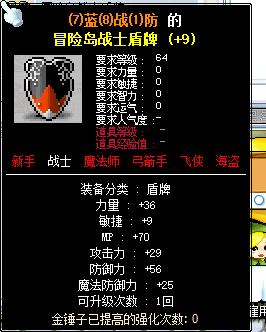 (7)蓝(8)战(1)防 的
冒险岛战士盾牌 (+9)
要求等级: 64
要求力量: 0
要求敏捷: 0
要求智力: 0
要求运气: 0
要求人气度: -
道具等级: -
道具经验值: -
新手 战士 魔法师 弓箭手 飞侠 海盗
装备分类 : 盾牌
力量 : +36
敏捷 : +9
MP : +70
攻击力 : +29
防御力 : +56
魔法防御力 : +25
可升级次数 : 1回
金锤子已提高的强化次数: 0